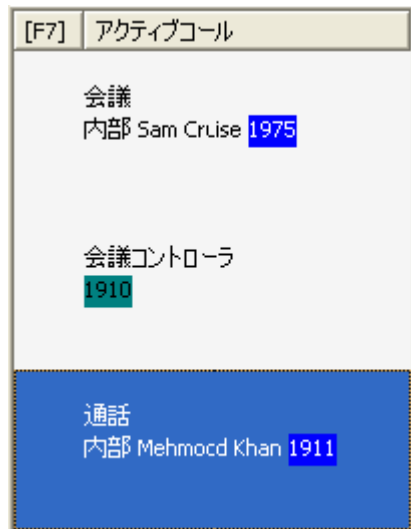 [F7] アクティブコール
会議
内部 Sam Cruise 1975
会議コントローラ
1910
通話
内部 Mehmocd Khan 1911